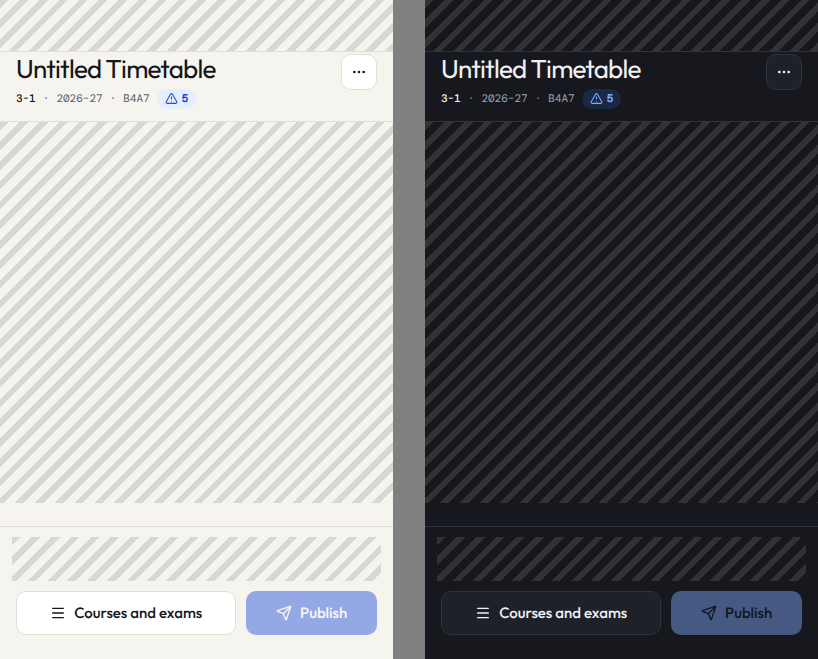 Untitled Timetable
3-1 · 2026-27 · B4A7 5
Courses and exams
Publish
Untitled Timetable
3-1 · 2026-27 · B4A7 5
Courses and exams
Publish